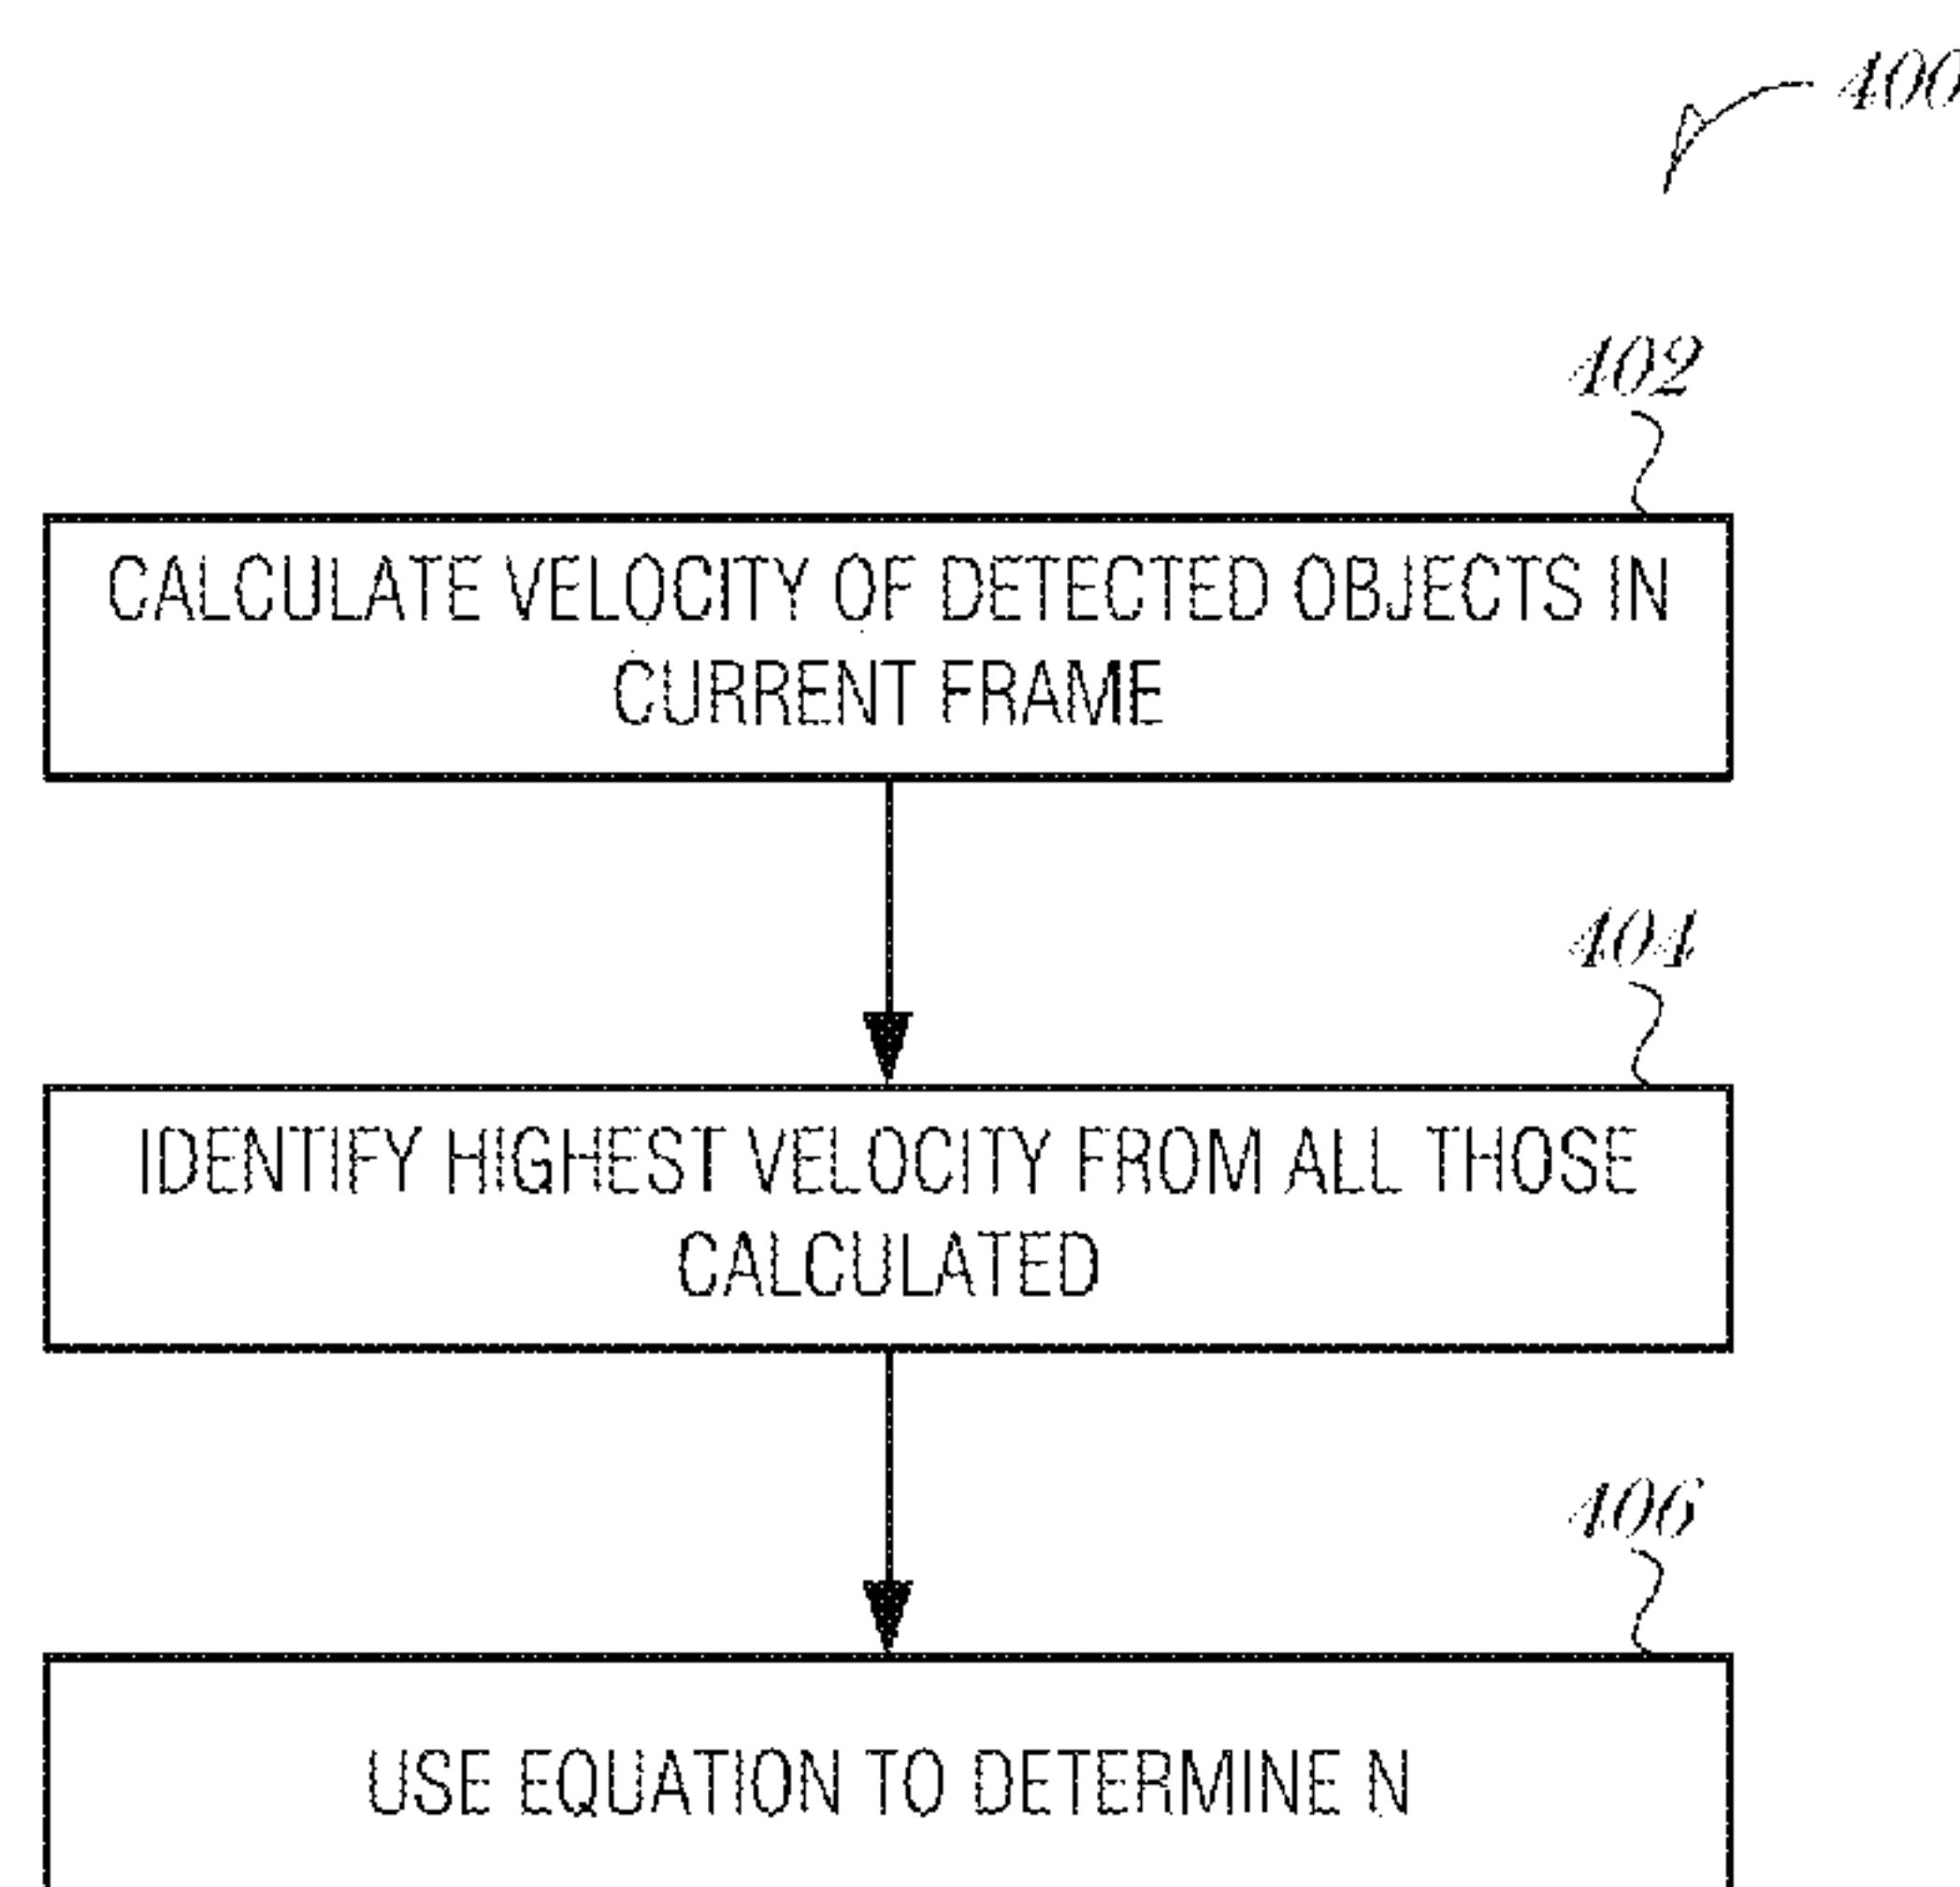 400
402
CALCULATE VELOCITY OF DETECTED OBJECTS IN
CURRENT FRAME
404
IDENTIFY HIGHEST VELOCITY FROM ALL THOSE
CALCULATED
406
USE EQUATION TO DETERMINE N